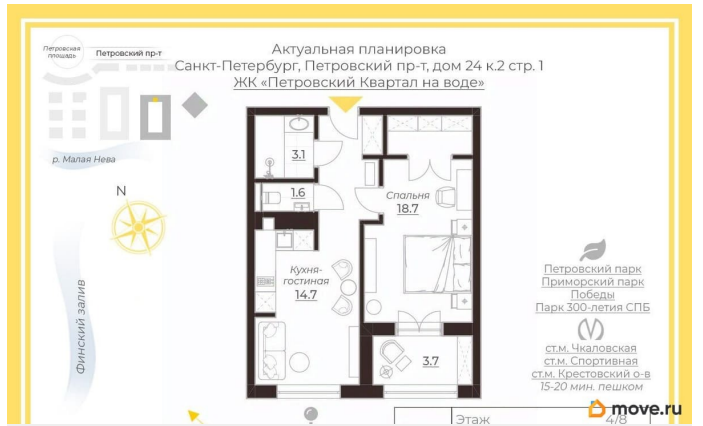 Актуальная планировка
Санкт-Петербург, Петровский пр-т, дом 24 к.2 стр. 1
ЖК «Петровский Квартал на воде»
Петровская
площадь
Петровский пр-т
р. Малая Нева
N
Финский залив
3.1
1.6
Спальня
18.7
Кухня-
гостиная
14.7
3.7
Петровский парк
Приморский парк
Победы
Парк 300-летия СПБ
ст.м. Чкаловская
ст.м. Спортивная
ст.м. Крестовский о-в
15-20 мин. пешком
Этаж
4/8
move.ru